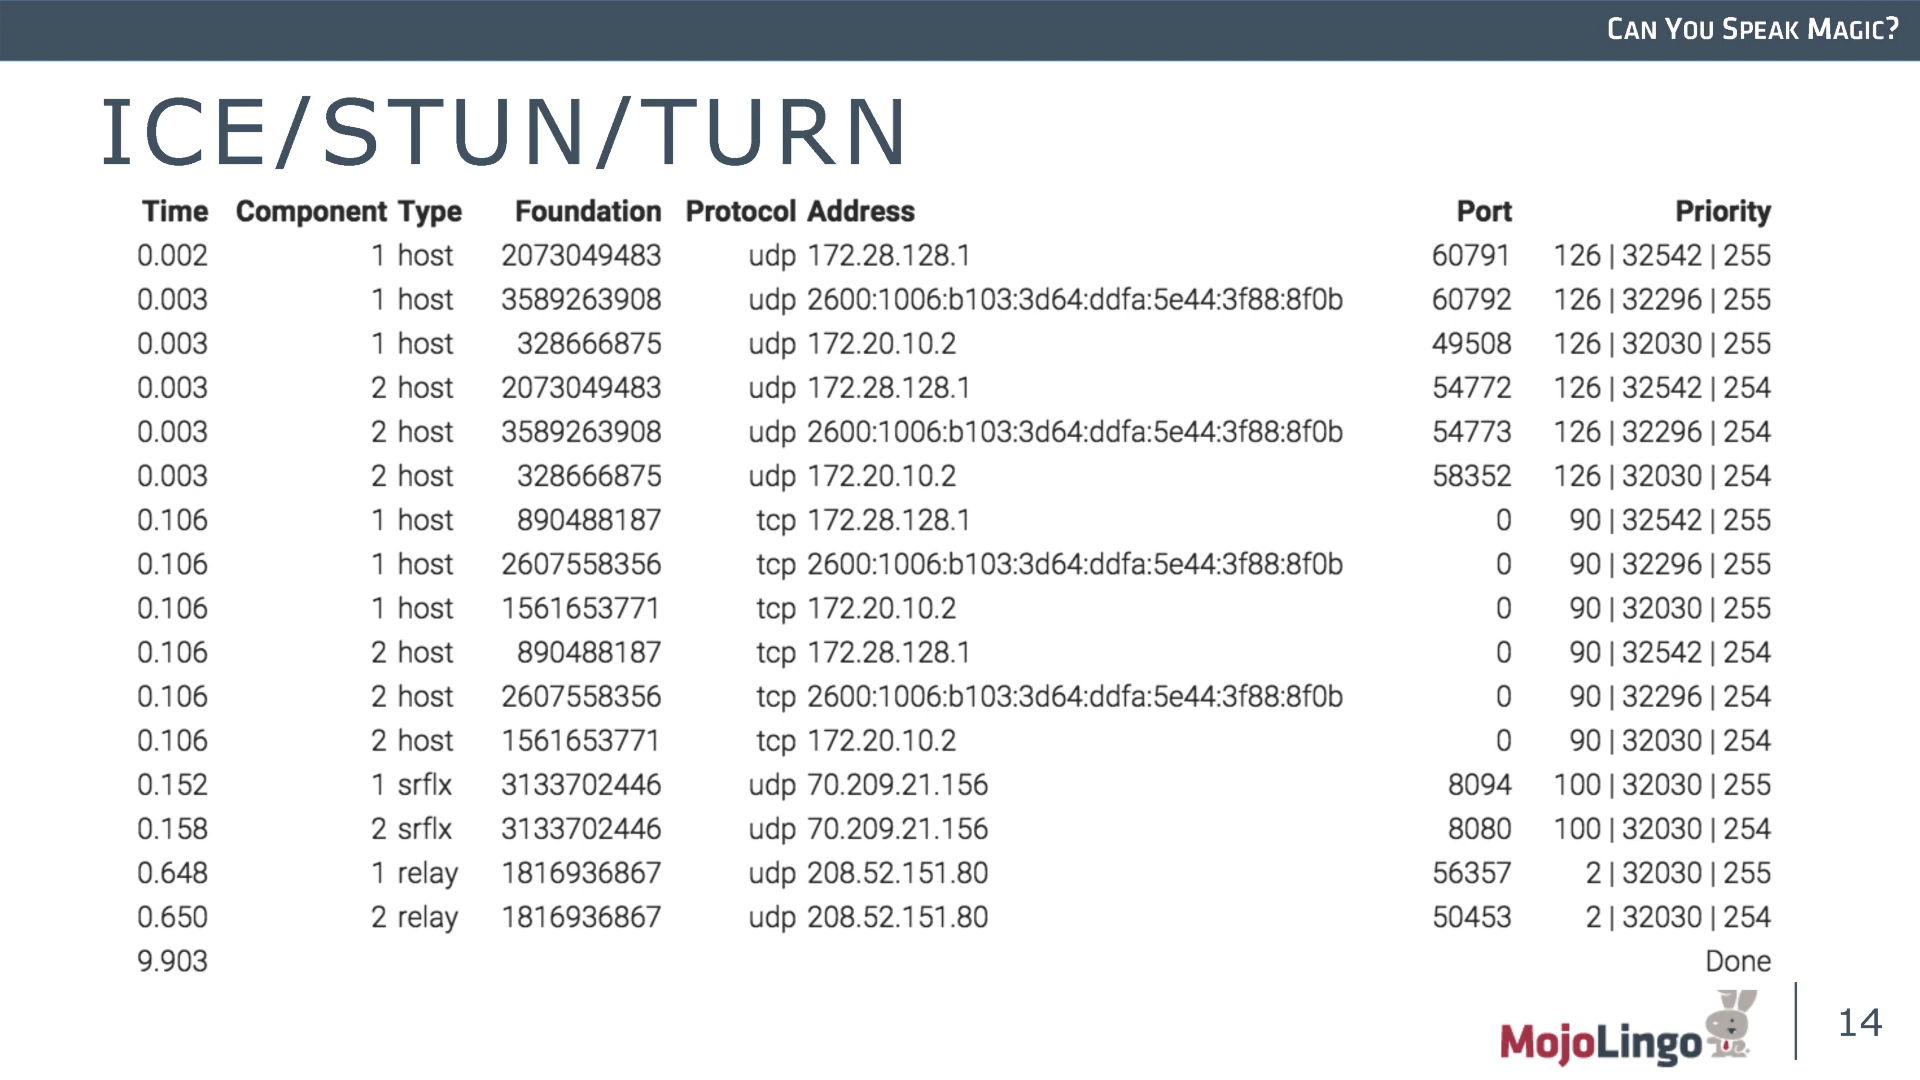 CAN YOU SPEAK MAGIC?
ICE/STUN/TURN
Time Component Type Foundation Protocol Address Port Priority
0.002 1 host 2073049483 udp 172.28.128.1 60791 126 | 32542 | 255
0.003 1 host 3589263908 udp 2600:1006:b103:3d64:ddfa:5e44:3f88:8f0b 60792 126 | 32296 | 255
0.003 1 host 328666875 udp 172.20.10.2 49508 126 | 32030 | 255
0.003 2 host 2073049483 udp 172.28.128.1 54772 126 | 32542 | 254
0.003 2 host 3589263908 udp 2600:1006:b103:3d64:ddfa:5e44:3f88:8f0b 54773 126 | 32296 | 254
0.003 2 host 328666875 udp 172.20.10.2 58352 126 | 32030 | 254
0.106 1 host 890488187 tcp 172.28.128.1 0 90 | 32542 | 255
0.106 1 host 2607558356 tcp 2600:1006:b103:3d64:ddfa:5e44:3f88:8f0b 0 90 | 32296 | 255
0.106 1 host 1561653771 tcp 172.20.10.2 0 90 | 32030 | 255
0.106 2 host 890488187 tcp 172.28.128.1 0 90 | 32542 | 254
0.106 2 host 2607558356 tcp 2600:1006:b103:3d64:ddfa:5e44:3f88:8f0b 0 90 | 32296 | 254
0.106 2 host 1561653771 tcp 172.20.10.2 0 90 | 32030 | 254
0.152 1 srflx 3133702446 udp 70.209.21.156 8094 100 | 32030 | 255
0.158 2 srflx 3133702446 udp 70.209.21.156 8080 100 | 32030 | 254
0.648 1 relay 1816936867 udp 208.52.151.80 56357 2 | 32030 | 255
0.650 2 relay 1816936867 udp 208.52.151.80 50453 2 | 32030 | 254
9.903 Done
MojoLingo
14